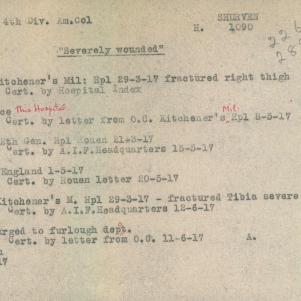 4th Div. Am.Col SHURVEN
H. 1090
"Severely wounded"
itchener's Mil: Hpl 29-3-17 fractured right thigh
Cert. by Hospital Index
ce This Hospital
Cert. by letter from O.C. Kitchener's Mil. Hpl 8-5-17
8th Gen. Hpl Rouen 21-3-17
Cert. by A.I.F.Headquarters 15-5-17
England 1-5-17
Cert. by Rouen letter 20-5-17
itchener's M. Hpl 29-3-17 - fractured Tibia severe
Cert. by A.I.F.Headquarters 12-6-17
arged to furlough dept.
Cert. by letter from O.C. 11-6-17 A.
17